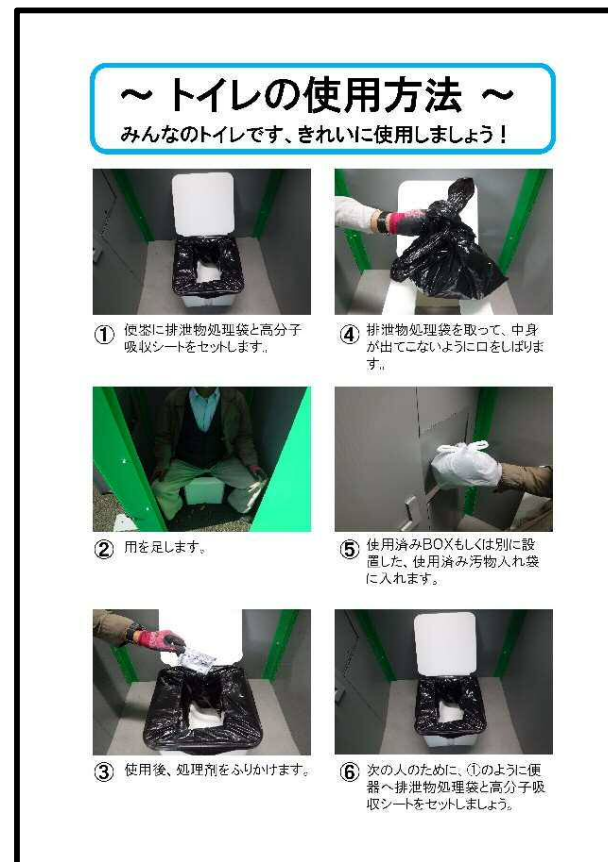 ～ トイレの使用方法 ～
みんなのトイレです、きれいに使用しましょう！
① 便器に排泄物処理袋と高分子
吸収シートをセットします。
② 用を足します。
③ 使用後、処理剤をふりかけます。
④ 排泄物処理袋を取って、中身
が出てこないように口をしばりま
す。
⑤ 使用済みBOXもしくは別に設
置した、使用済み汚物入れ袋
に入れます。
⑥ 次の人のために、①のように便
器へ排泄物処理袋と高分子吸
収シートをセットしましょう。